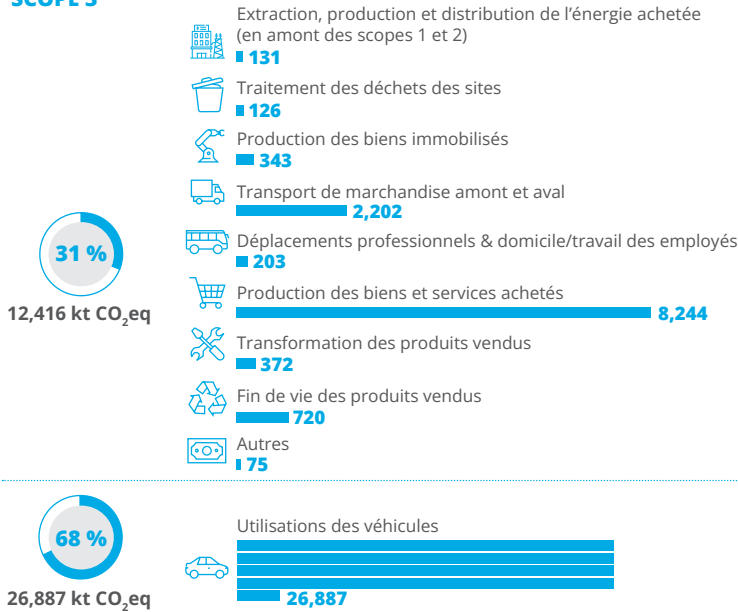 SCOPE 3
Extraction, production et distribution de l’énergie achetée
(en amont des scopes 1 et 2)
131
Traitement des déchets des sites
126
Production des biens immobilisés
343
Transport de marchandise amont et aval
2,202
Déplacements professionnels & domicile/travail des employés
203
31 %
12,416 kt CO₂eq
Production des biens et services achetés
8,244
Transformation des produits vendus
372
Fin de vie des produits vendus
720
Autres
75
68 %
26,887 kt CO₂eq
Utilisations des véhicules
26,887